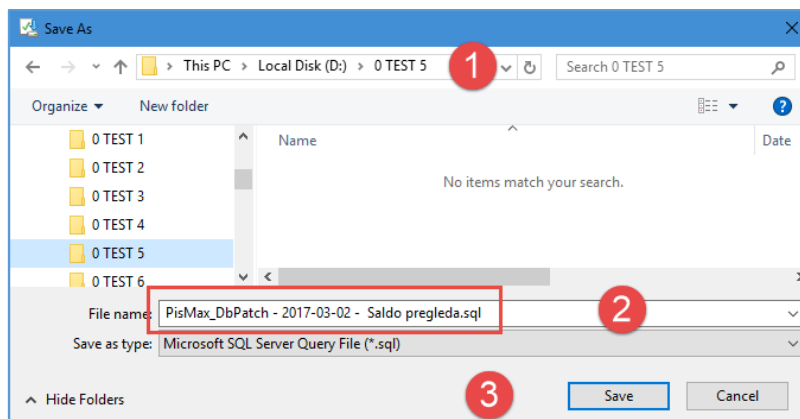 Save As
This PC > Local Disk (D:) > 0 TEST 5
1
Search 0 TEST 5
Organize
New folder
0 TEST 1
0 TEST 2
0 TEST 3
0 TEST 4
0 TEST 5
0 TEST 6
Name
Date
No items match your search.
File name: PisMax_DbPatch - 2017-03-02 -  Saldo pregleda.sql
2
Save as type: Microsoft SQL Server Query File (*.sql)
Hide Folders
3
Save
Cancel